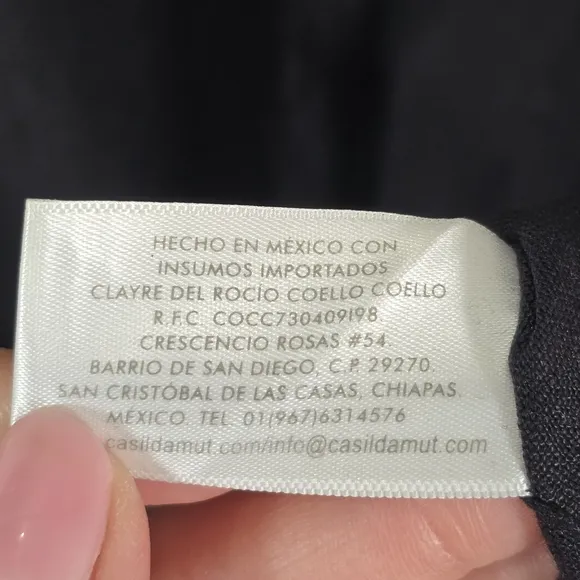 HECHO EN MÉXICO CON
INSUMOS IMPORTADOS
CLAYRE DEL ROCIO COELLO COELLO
R.F.C. COCC730409I98
CRESCENCIO ROSAS #54
BARRIO DE SAN DIEGO, C.P. 29270
SAN CRISTÓBAL DE LAS CASAS, CHIAPAS.
MÉXICO. TEL. 01(967)6314576
casildamut.com/info@casildamut.com